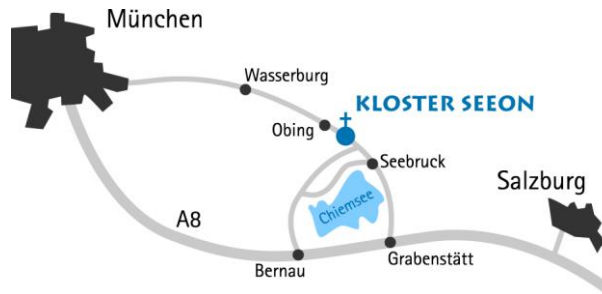 München
Wasserburg
KLOSTER SEEON
Obing
Seebruck
Salzburg
Chiemsee
A8
Bernau
Grabenstätt